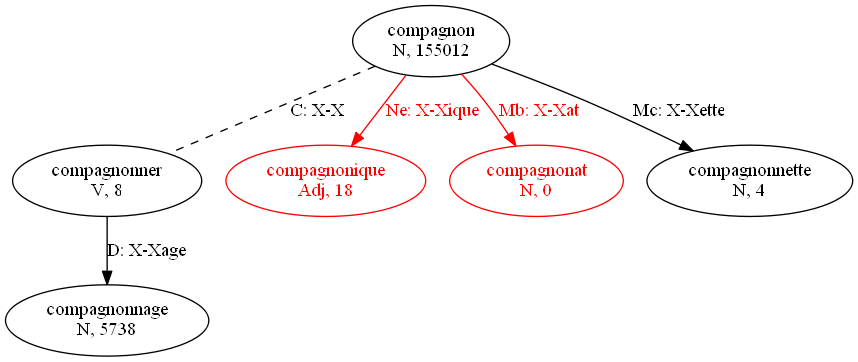 compagnon
N, 155012
C: X-X
Ne: X-Xique
Mb: X-Xat
Mc: X-Xette
compagnonner
V, 8
compagnonique
Adj, 18
compagnonat
N, 0
compagnonnette
N, 4
D: X-Xage
compagnonnage
N, 5738